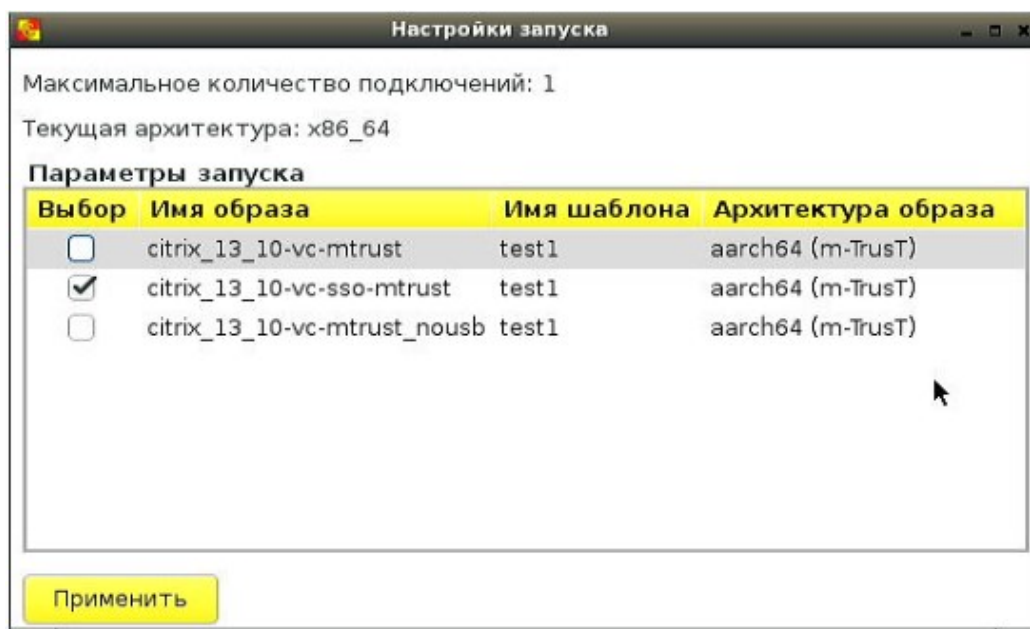 Настройки запуска
Максимальное количество подключений: 1
Текущая архитектура: x86_64
Параметры запуска
Выбор Имя образа Имя шаблона Архитектура образа
citrix_13_10-vc-mtrust test1 aarch64 (m-TrusT)
citrix_13_10-vc-sso-mtrust test1 aarch64 (m-TrusT)
citrix_13_10-vc-mtrust_nousb test1 aarch64 (m-TrusT)
Применить